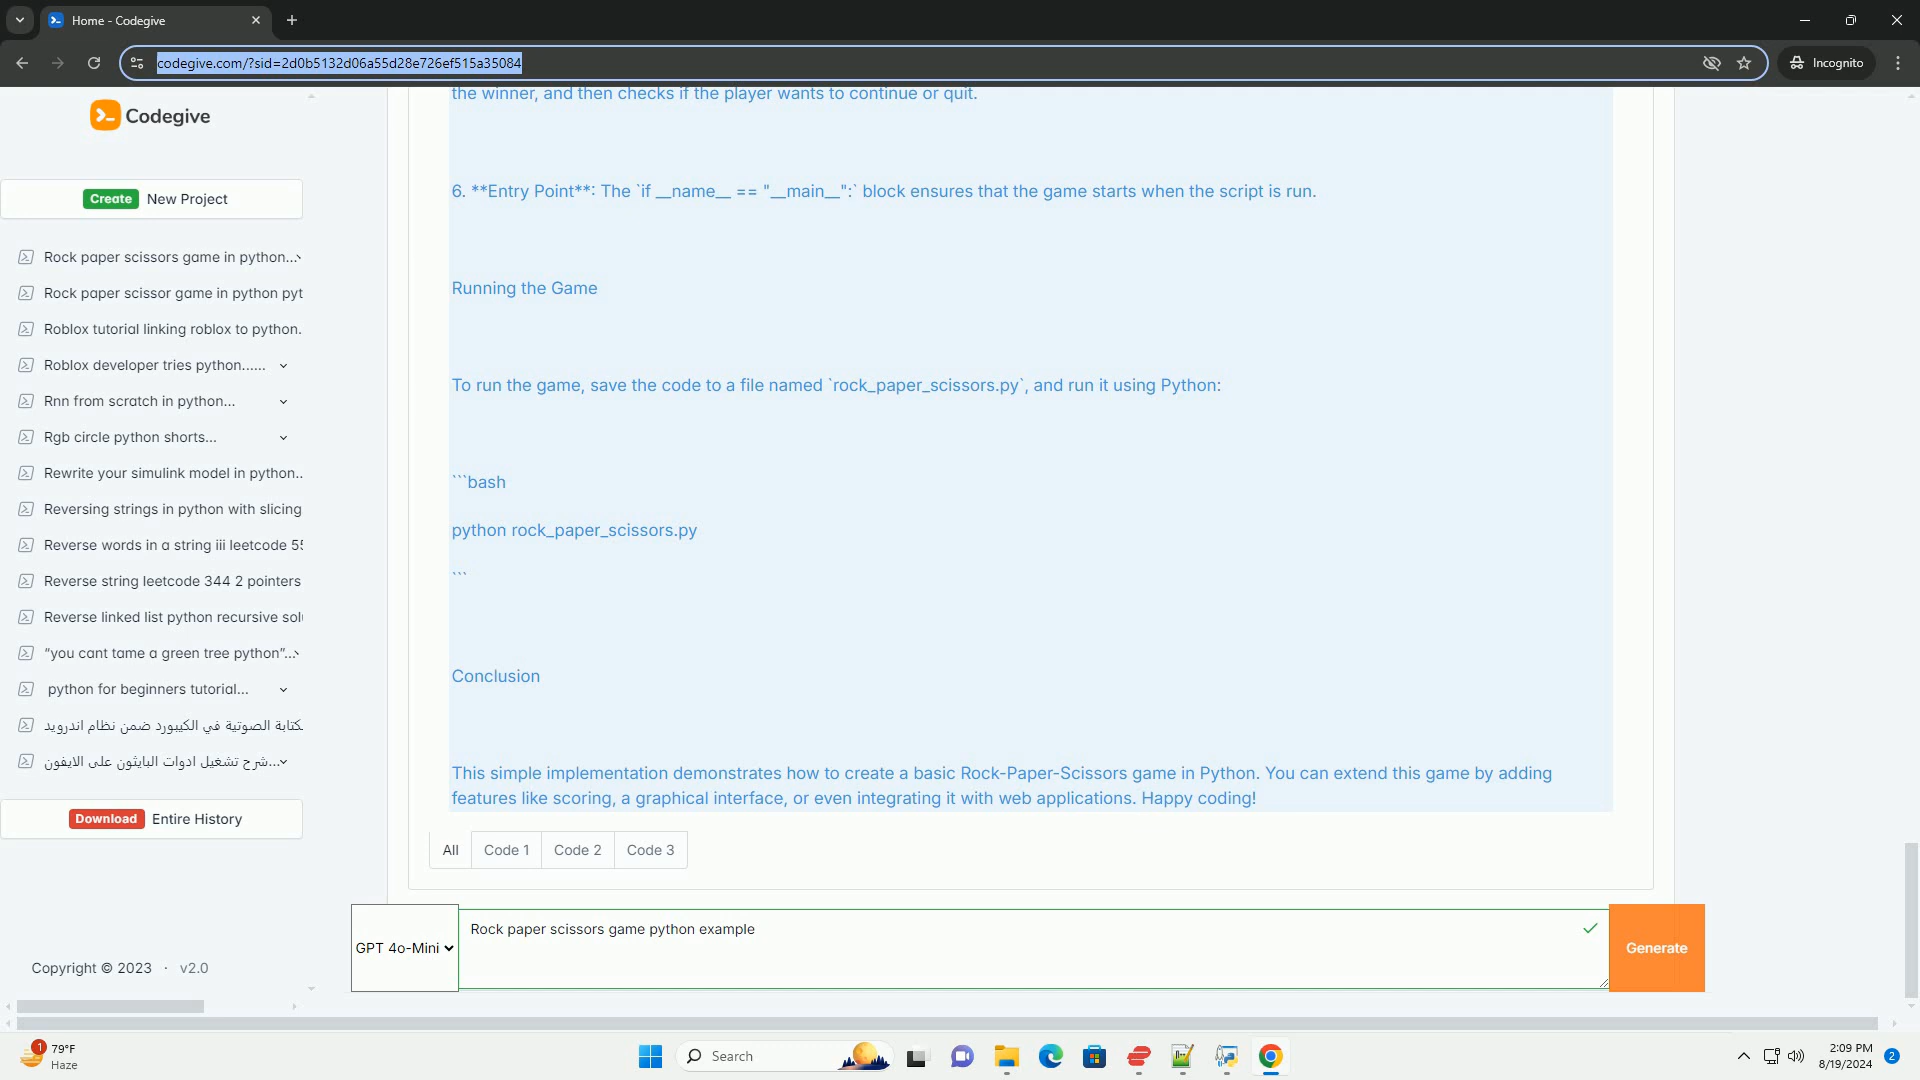 Home - Codegive
codegive.com/?sid=2d0b5132d06a55d28e726ef515a35084
Incognito
Codegive
Create New Project
Rock paper scissors game in python...
Rock paper scissor game in python pyt
Roblox tutorial linking roblox to python.
Roblox developer tries python......
Rnn from scratch in python...
Rgb circle python shorts...
Rewrite your simulink model in python..
Reversing strings in python with slicing
Reverse words in a string iii leetcode 55
Reverse string leetcode 344 2 pointers
Reverse linked list python recursive sol
“you cant tame a green tree python”...
python for beginners tutorial...
كتابة الصوتية في الكيبورد ضمن نظام اندرويد
شرح تشغيل ادوات البايثون على الايفون...
Download Entire History
Copyright © 2023 · v2.0
the winner, and then checks if the player wants to continue or quit.
6. **Entry Point**: The `if __name__ == "__main__":` block ensures that the game starts when the script is run.
Running the Game
To run the game, save the code to a file named `rock_paper_scissors.py`, and run it using Python:
```bash
python rock_paper_scissors.py
```
Conclusion
This simple implementation demonstrates how to create a basic Rock-Paper-Scissors game in Python. You can extend this game by adding
features like scoring, a graphical interface, or even integrating it with web applications. Happy coding!
All Code 1 Code 2 Code 3
GPT 4o-Mini
Rock paper scissors game python example
Generate
1
79°F
Haze
Search
2:09 PM
8/19/2024
2